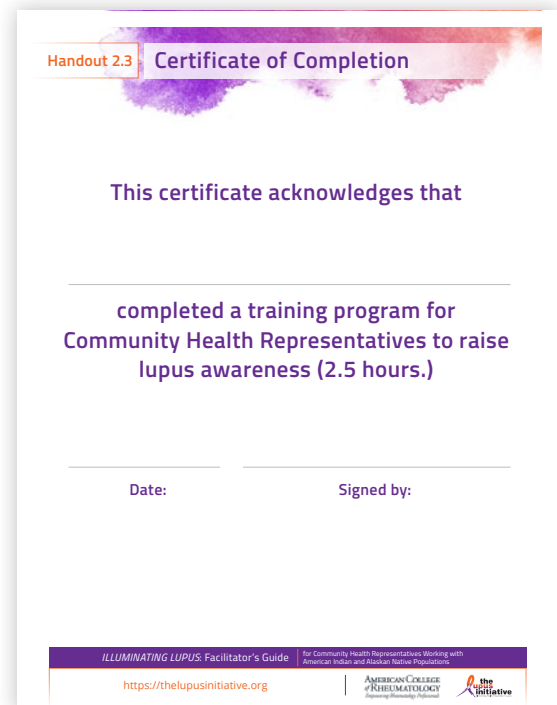 Handout 2.3
Certificate of Completion
This certificate acknowledges that
completed a training program for
Community Health Representatives to raise
lupus awareness (2.5 hours.)
Date:
Signed by:
ILLUMINATING LUPUS: Facilitator's Guide
for Community Health Representatives Working with
American Indian and Alaskan Native Populations
https://thelupusinitiative.org
AMERICAN COLLEGE
of RHEUMATOLOGY
Empowering Rheumatology Professionals
the
lupus
initiative